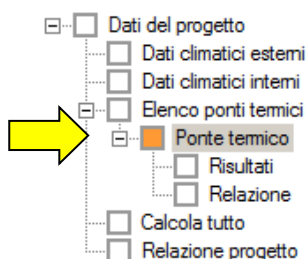 Dati del progetto
Dati climatici esterni
Dati climatici interni
Elenco ponti termici
Ponte termico
Risultati
Relazione
Calcola tutto
Relazione progetto